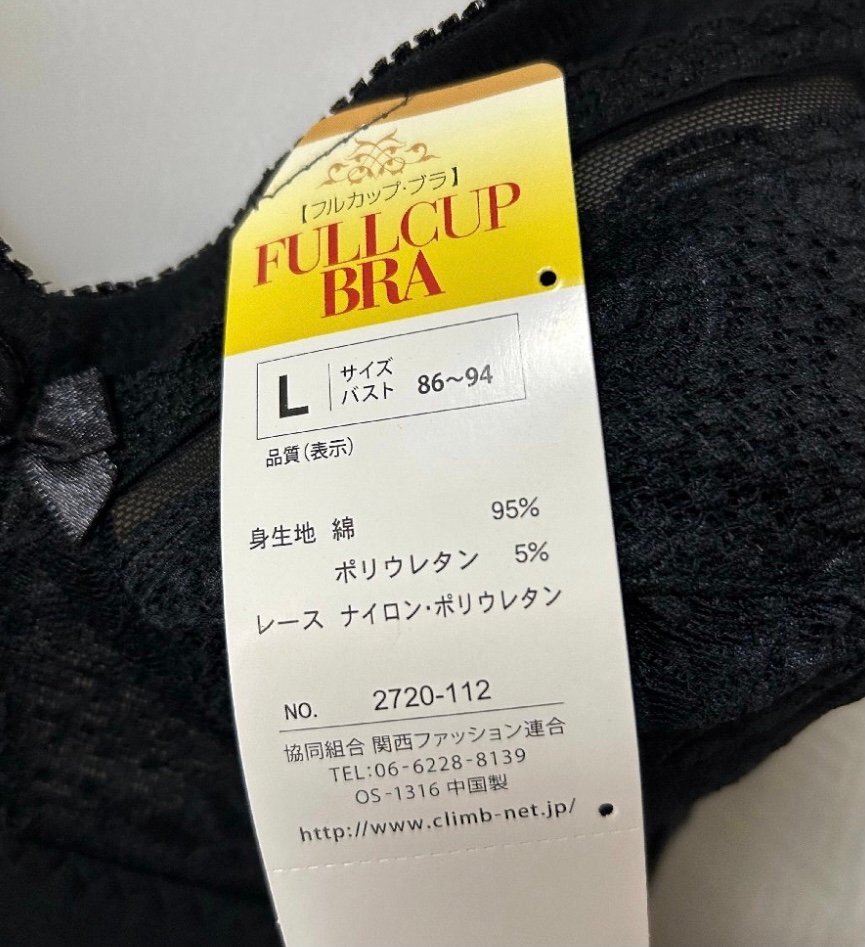 【フルカップ・ブラ】
FULLCUP
BRA
L サイズ バスト 86～94
品質(表示)
身生地 綿 95%
ポリウレタン 5%
レース ナイロン・ポリウレタン
NO. 2720-112
協同組合 関西ファッション連合
TEL:06-6228-8139
OS-1316 中国製
http://www.climb-net.jp/